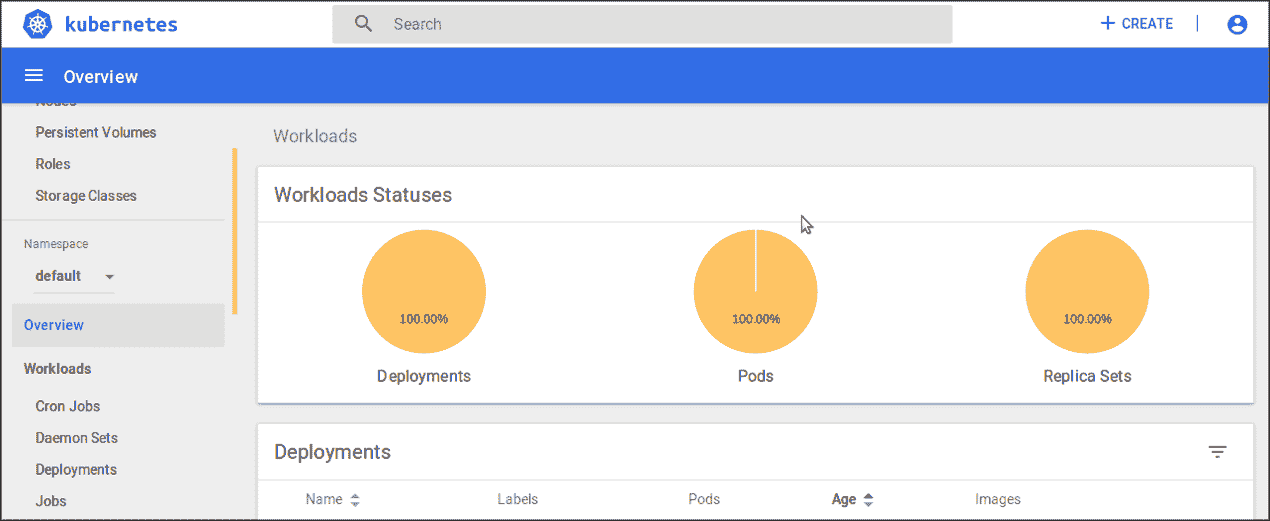 kubernetes
Search
+ CREATE |
Overview
Nodes
Persistent Volumes
Roles
Storage Classes
Namespace
default
Overview
Workloads
Cron Jobs
Daemon Sets
Deployments
Jobs
Workloads
Workloads Statuses
100.00% 100.00% 100.00%
Deployments Pods Replica Sets
Deployments
Name Labels Pods Age Images